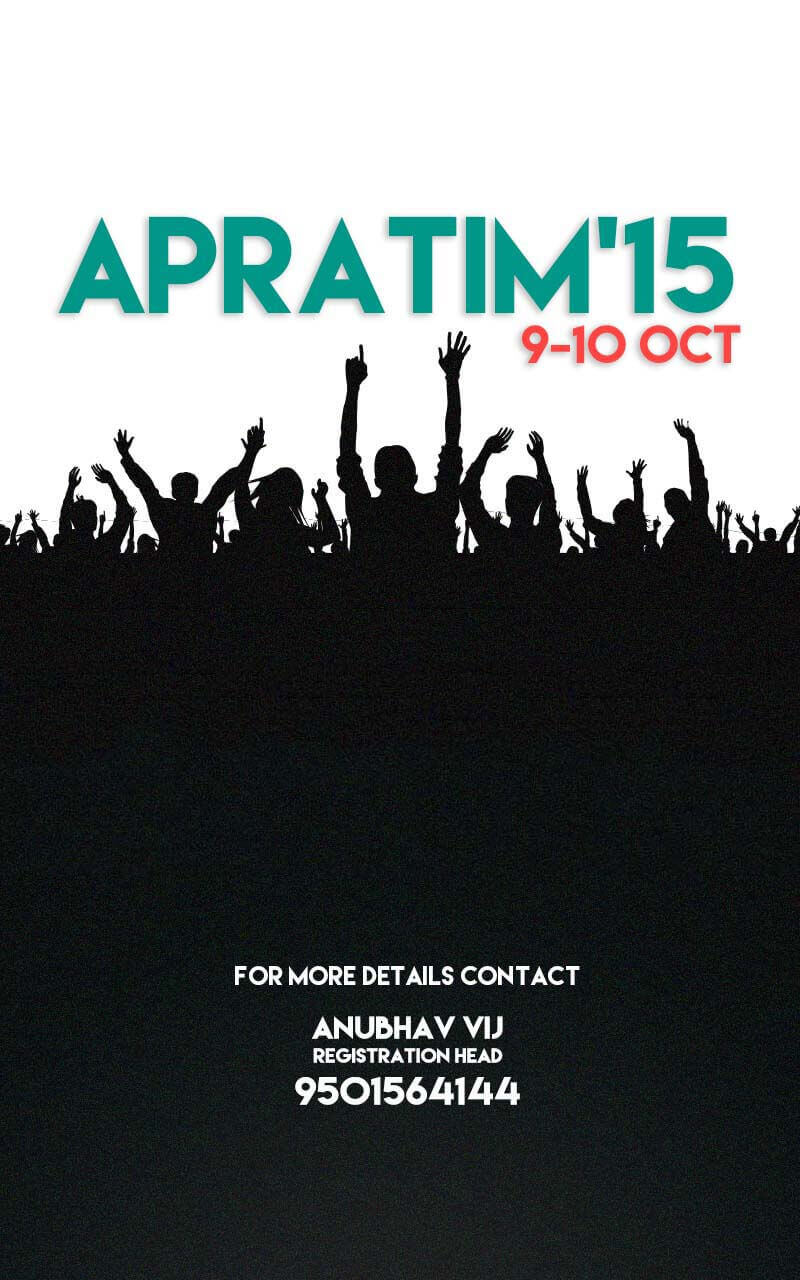 APRATIM'15
9-10 OCT
FOR MORE DETAILS CONTACT
ANUBHAV VIJ
REGISTRATION HEAD
9501564144